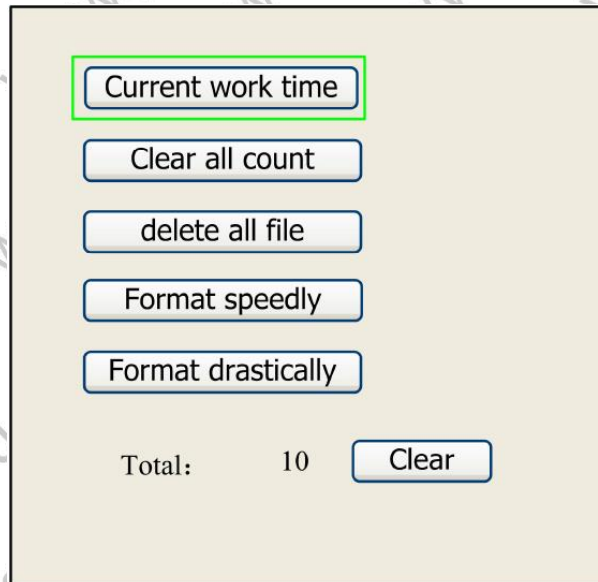 Current work time
Clear all count
delete all file
Format speedly
Format drastically
Total： 10 Clear